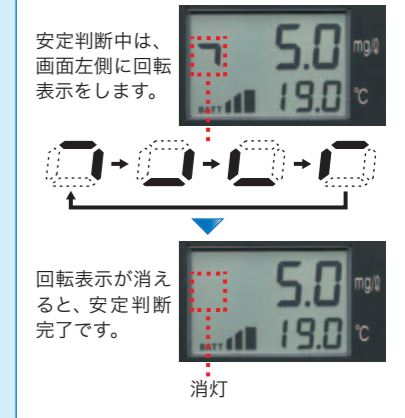 安定判断中は、
画面左側に回転
表示をします。
5.0 mg/ℓ
BATT 19.0 ℃
回転表示が消え
ると、安定判断
完了です。
5.0 mg/ℓ
BATT 19.0 ℃
消灯